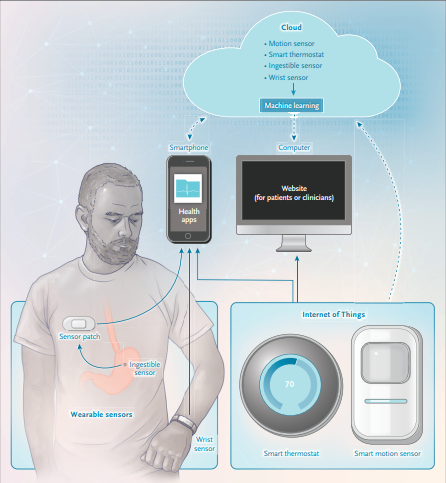 Cloud
• Motion sensor
• Smart thermostat
• Ingestible sensor
• Wrist sensor
Machine learning
Smartphone
Computer
Health
apps
Website
(for patients or clinicians)
Internet of Things
Sensor patch
Ingestible
sensor
70
Wearable sensors
Wrist
sensor
Smart thermostat
Smart motion sensor